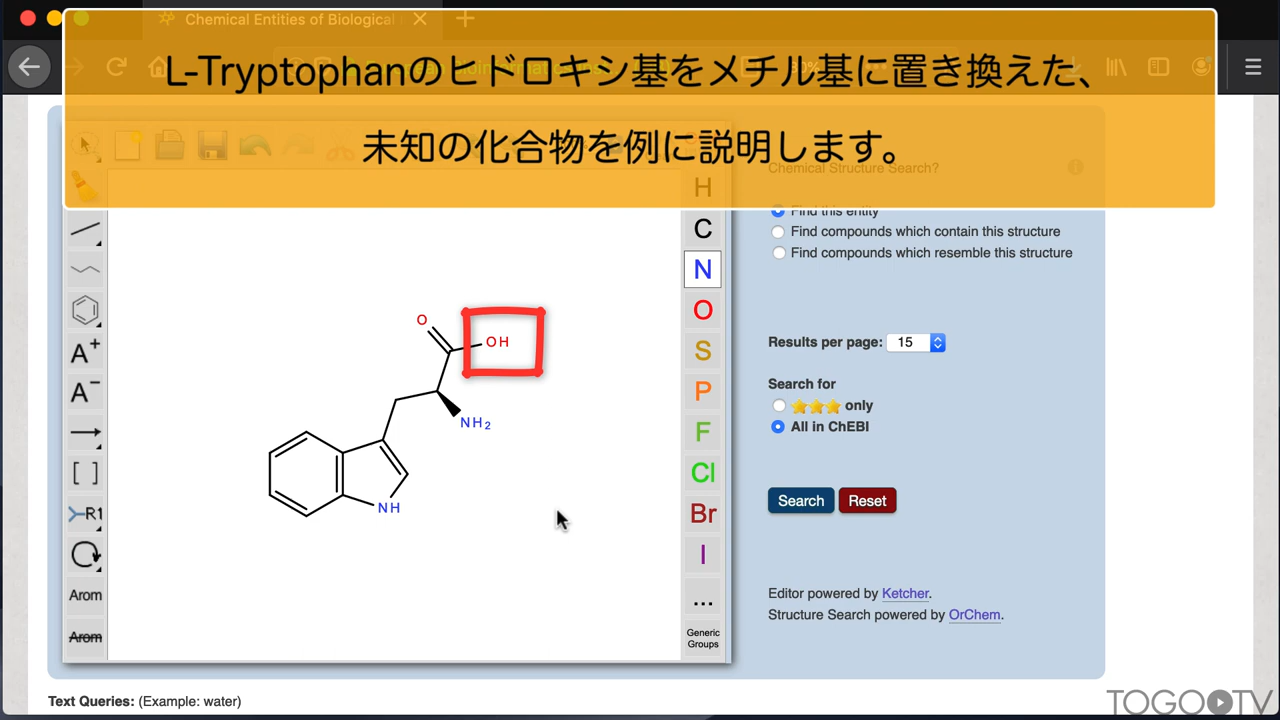 Chemical Entities of Biological
L-Tryptophanのヒドロキシ基をメチル基に置き換えた、
未知の化合物を例に説明します。
Chemical Structure Search?
Find this entity
Find compounds which contain this structure
Find compounds which resemble this structure
Results per page: 15
Search for
only
All in ChEBI
Search Reset
Editor powered by Ketcher.
Structure Search powered by OrChem.
H
C
N
O
S
P
F
Cl
Br
I
...
Generic
Groups
A+
A−
[ ]
R1
Arom
Arom
O
OH
NH2
NH
Text Queries: (Example: water)
TOGO TV